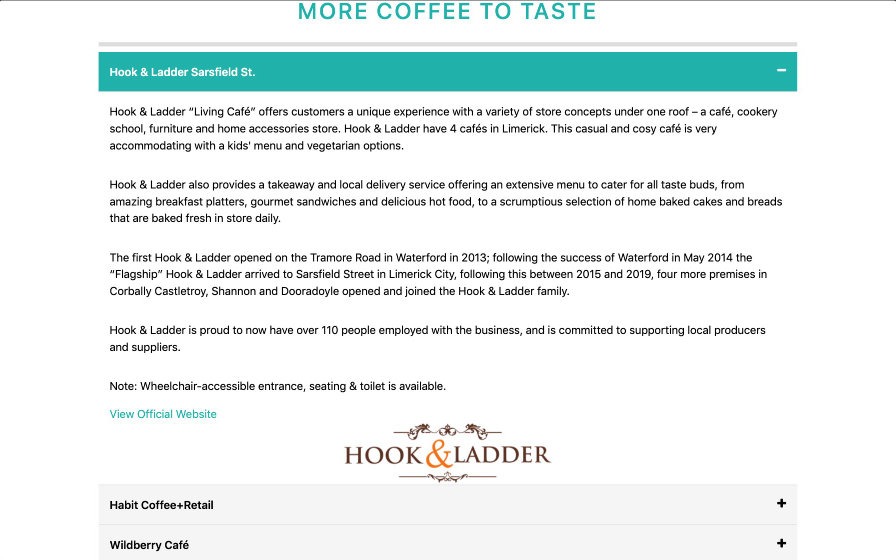 MORE COFFEE TO TASTE
Hook & Ladder Sarsfield St.
Hook & Ladder “Living Café” offers customers a unique experience with a variety of store concepts under one roof – a café, cookery
school, furniture and home accessories store. Hook & Ladder have 4 cafés in Limerick. This casual and cosy café is very
accommodating with a kids' menu and vegetarian options.
Hook & Ladder also provides a takeaway and local delivery service offering an extensive menu to cater for all taste buds, from
amazing breakfast platters, gourmet sandwiches and delicious hot food, to a scrumptious selection of home baked cakes and breads
that are baked fresh in store daily.
The first Hook & Ladder opened on the Tramore Road in Waterford in 2013; following the success of Waterford in May 2014 the
“Flagship” Hook & Ladder arrived to Sarsfield Street in Limerick City, following this between 2015 and 2019, four more premises in
Corbally Castletroy, Shannon and Dooradoyle opened and joined the Hook & Ladder family.
Hook & Ladder is proud to now have over 110 people employed with the business, and is committed to supporting local producers
and suppliers.
Note: Wheelchair-accessible entrance, seating & toilet is available.
View Official Website
HOOK & LADDER
Habit Coffee+Retail
Wildberry Café